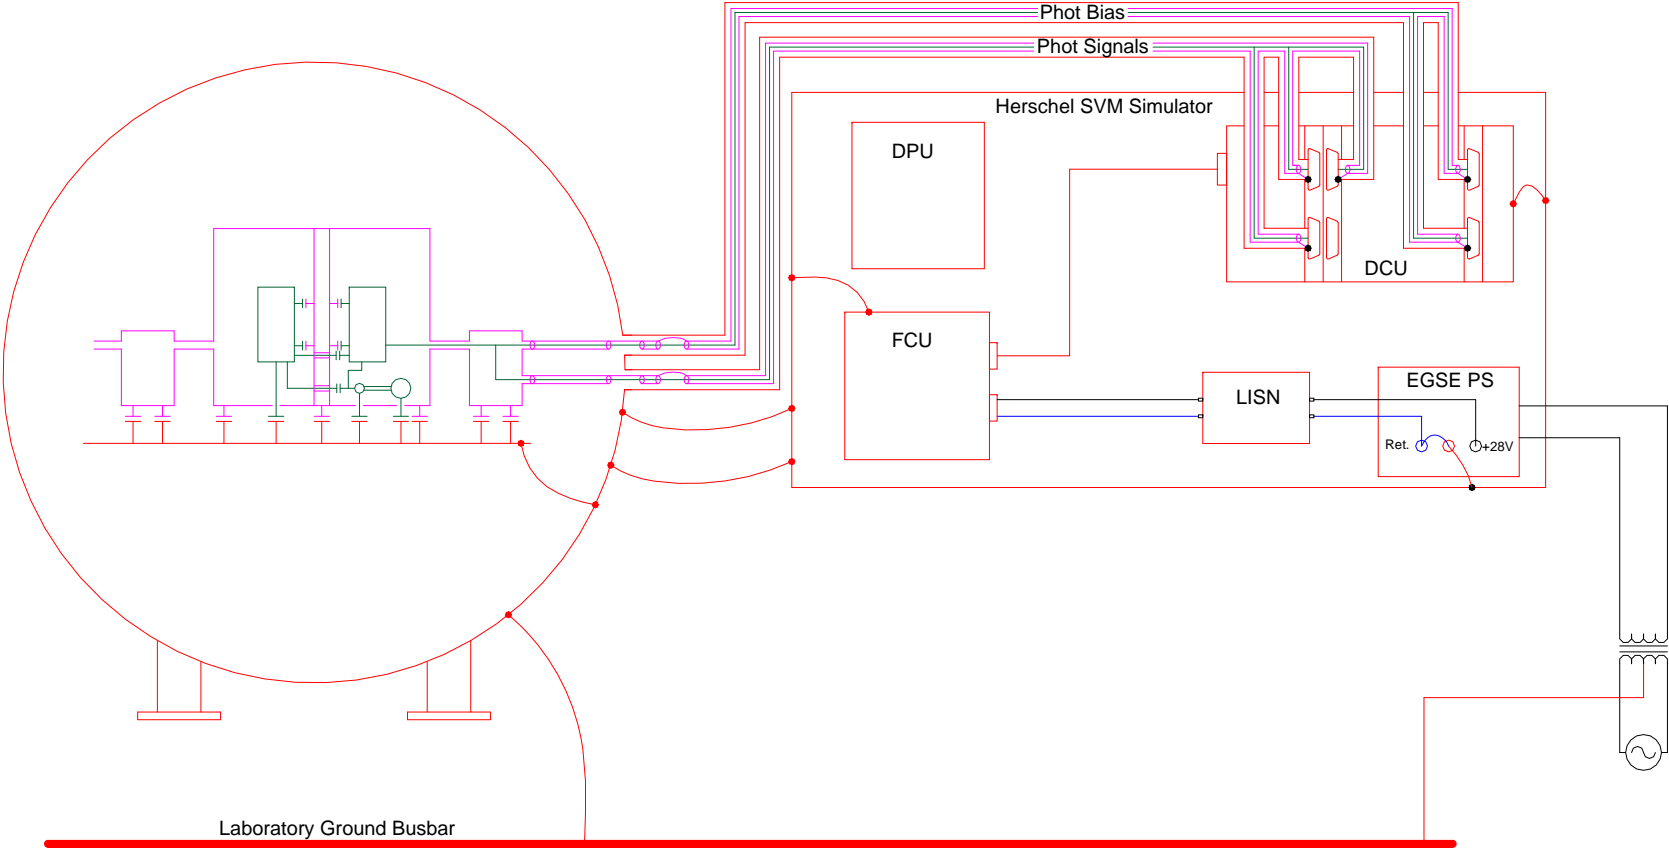 Phot Bias
Phot Signals
Herschel SVM Simulator
DPU
DCU
FCU
LISN
EGSE PS
Ret.
+28V
Laboratory Ground Busbar